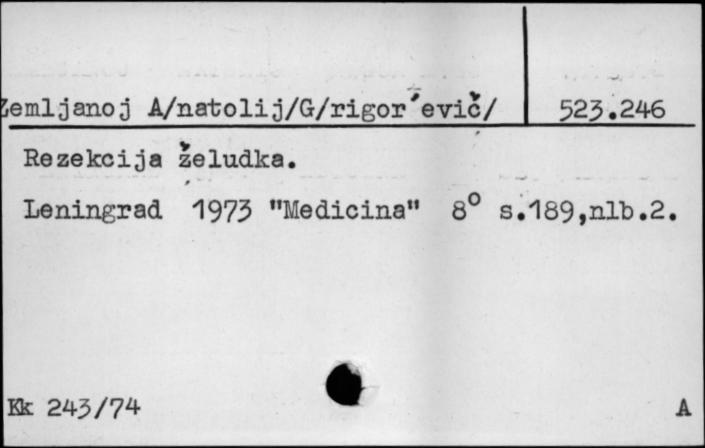 Zemljanoj A/natolij/G/rigor´evič/ 523.246
Rezekcija želudka.
Leningrad 1973 "Medicina" 8° s.189,nlb.2.
Kk 243/74 A